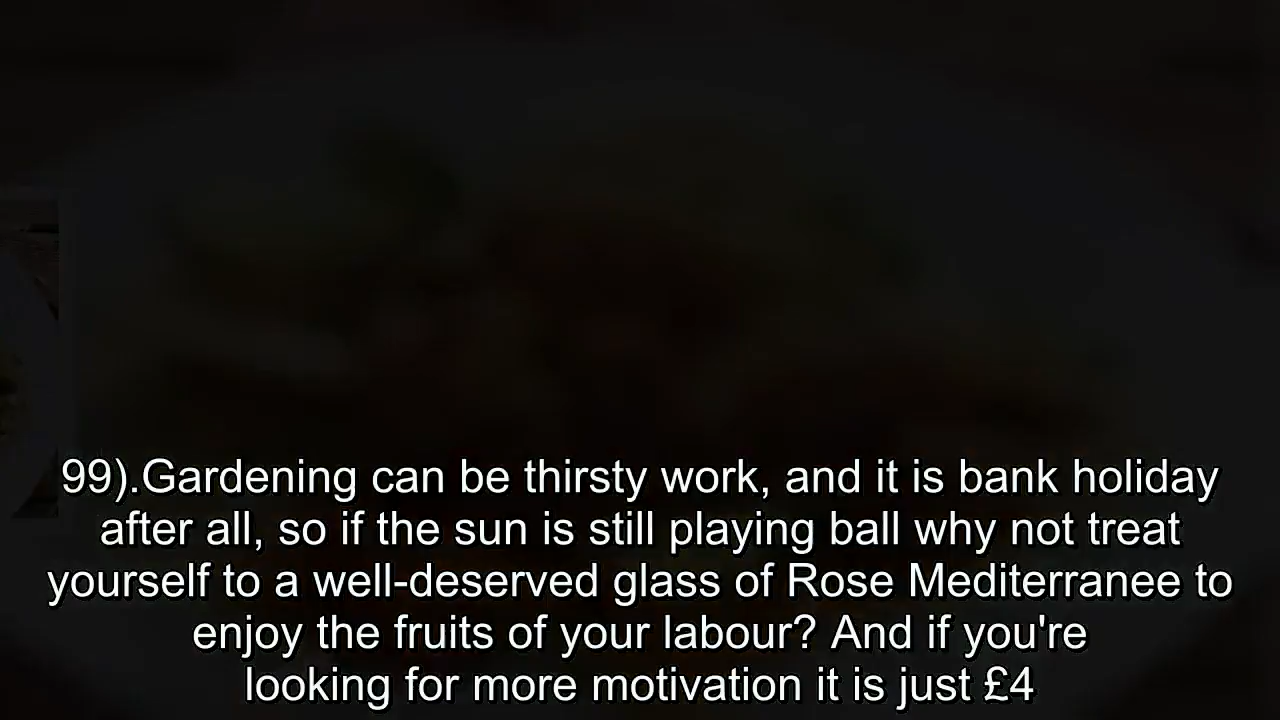 99).Gardening can be thirsty work, and it is bank holiday
after all, so if the sun is still playing ball why not treat
yourself to a well-deserved glass of Rose Mediterranee to
enjoy the fruits of your labour? And if you're
looking for more motivation it is just £4